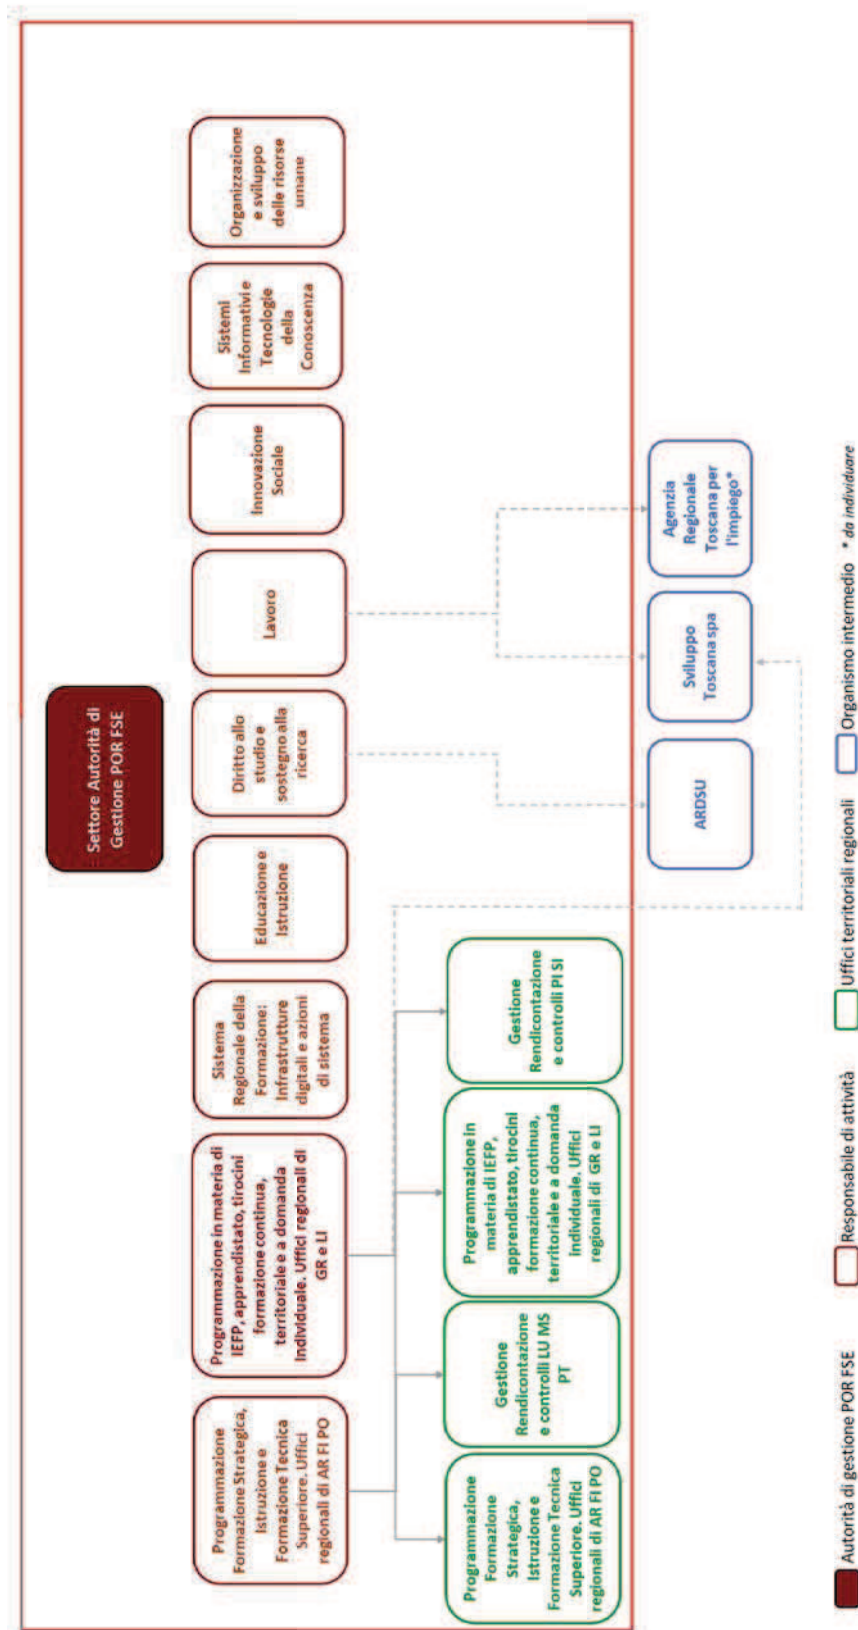 Settore Autorità di
Gestione POR FSE
Programmazione
Formazione Strategica,
Istruzione e
Formazione Tecnica
Superiore. Uffici
regionali di AR FI PO
Programmazione in materia di
IEFP, apprendistato, tirocini
formazione continua,
territoriale e a domanda
Individuale. Uffici regionali di
GR e LI
Sistema
Regionale della
Formazione:
Infrastrutture
digitali e azioni
di sistema
Educazione e
Istruzione
Diritto allo
studio e
sostegno alla
ricerca
Lavoro
Innovazione
Sociale
Sistemi
Informativi e
Tecnologie
della
Conoscenza
Organizzazione
e sviluppo
delle risorse
umane
Programmazione
Formazione
Strategica,
Istruzione e
Formazione Tecnica
Superiore. Uffici
regionali di AR FI PO
Gestione
Rendicontazione
e controlli LU MS
PT
Programmazione in
materia di IEFP,
apprendistato, tirocini
formazione continua,
territoriale e a domanda
Individuale. Uffici
regionali di GR e LI
Gestione
Rendicontazione
e controlli PI SI
ARDSU
Sviluppo
Toscana spa
Agenzia
Regionale
Toscana per
l'impiego*
Autorità di gestione POR FSE
Responsabile di attività
Uffici territoriali regionali
Organismo intermedio
* da individuare